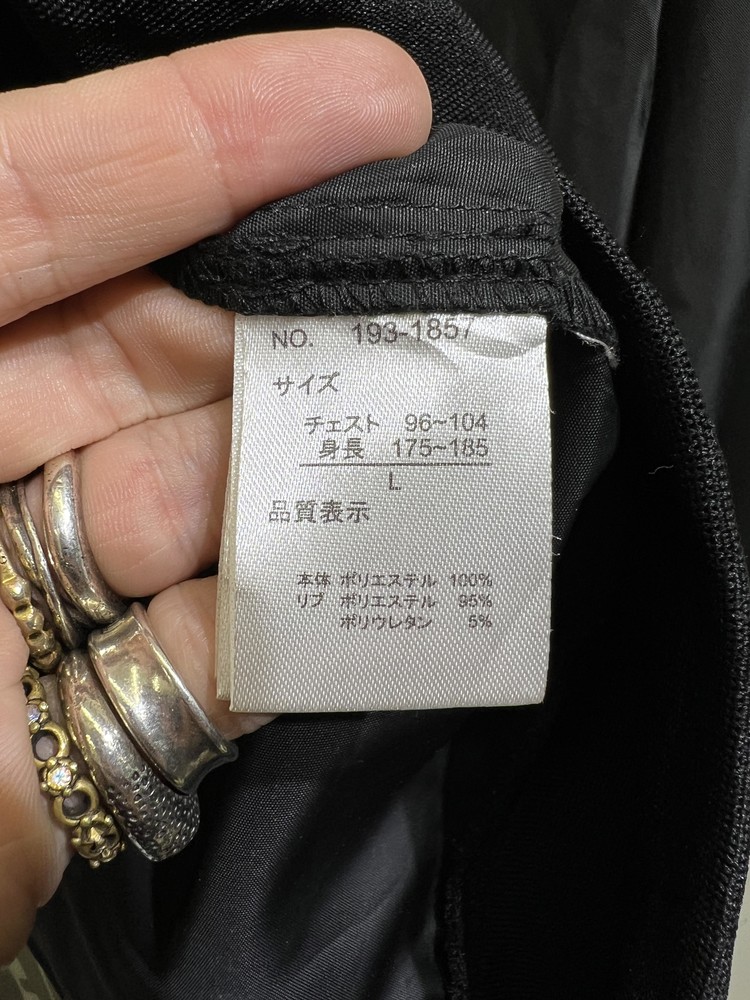 NO. 193-1857
サイズ
チェスト 96~104
身長 175~185
L
品質表示
本体 ポリエステル 100%
リブ ポリエステル 95%
ポリウレタン 5%